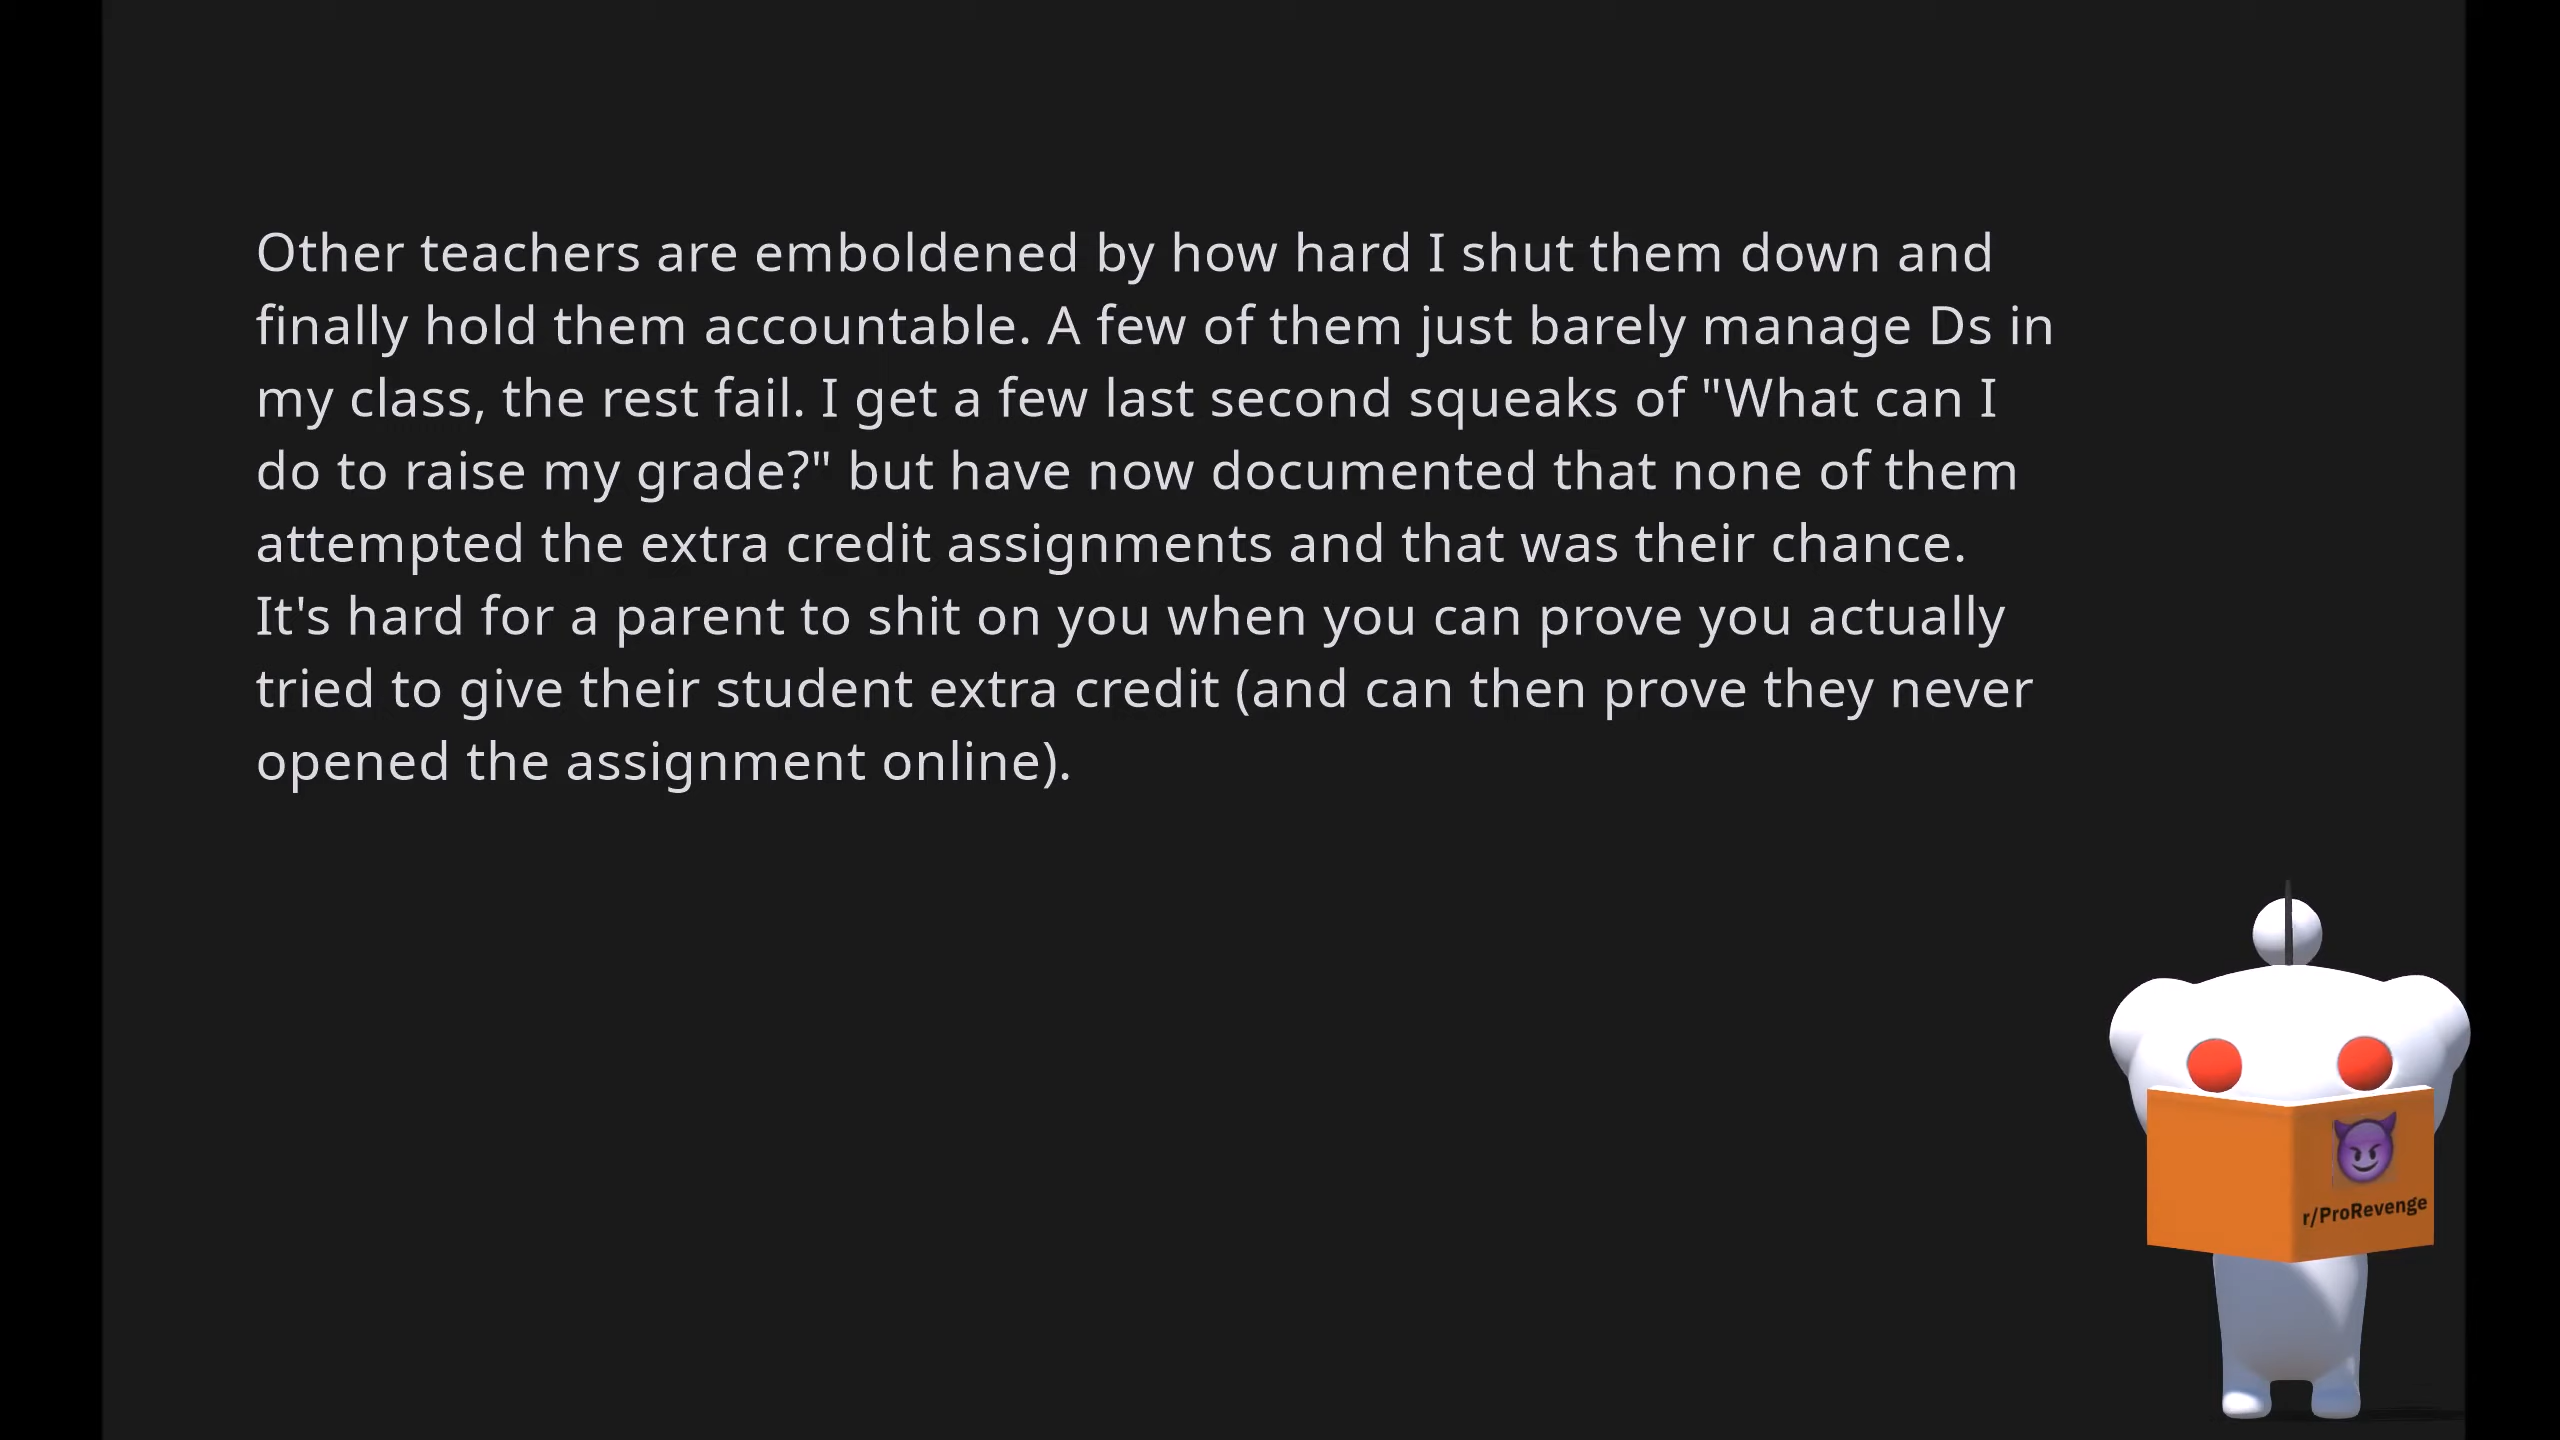 Other teachers are emboldened by how hard I shut them down and
finally hold them accountable. A few of them just barely manage Ds in
my class, the rest fail. I get a few last second squeaks of "What can I
do to raise my grade?" but have now documented that none of them
attempted the extra credit assignments and that was their chance.
It's hard for a parent to shit on you when you can prove you actually
tried to give their student extra credit (and can then prove they never
opened the assignment online).
r/ProRevenge